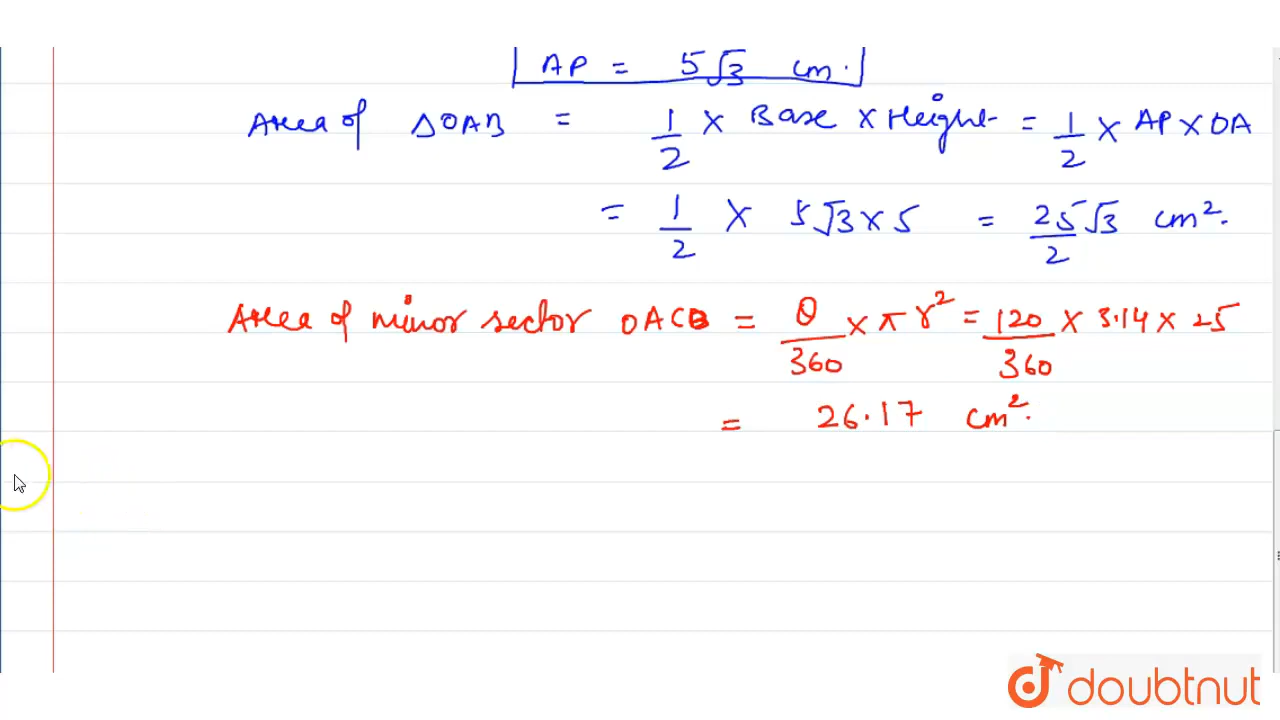 AP = 5√3 cm.
Area of ΔOAB = 1/2 × Base × Height = 1/2 × AP × OA
= 1/2 × 5√3 × 5 = 25/2 √3 cm².
Area of minor sector OACB = θ/360 × π r² = 120/360 × 3.14 × 25
= 26.17 cm².
doubtnut